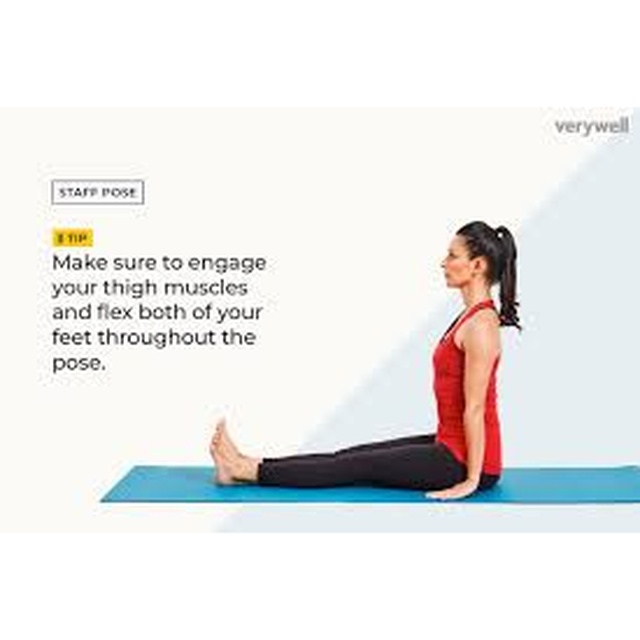 verywell
STAFF POSE
TIP
Make sure to engage
your thigh muscles
and flex both of your
feet throughout the
pose.